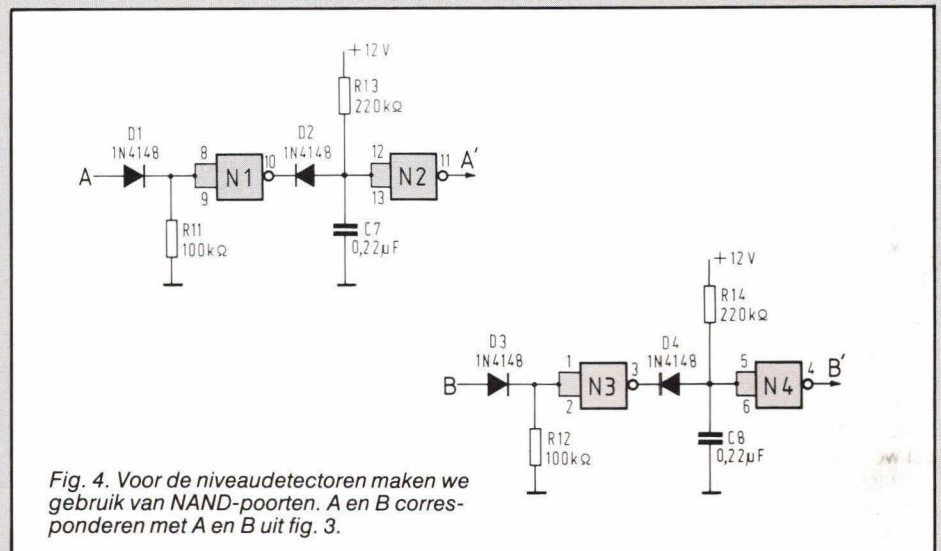 +12V
R13
220kΩ
D1
1N4148
D2
1N4148
A
8
9
N1
10
12
13
N2
11
A'
R11
100kΩ
C7
0,22µF
+12V
R14
220kΩ
D3
1N4148
D4
1N4148
B
1
2
N3
3
5
6
N4
4
B'
R12
100kΩ
C8
0,22µF
Fig. 4. Voor de niveaudetectoren maken we
gebruik van NAND-poorten. A en B corres-
ponderen met A en B uit fig. 3.